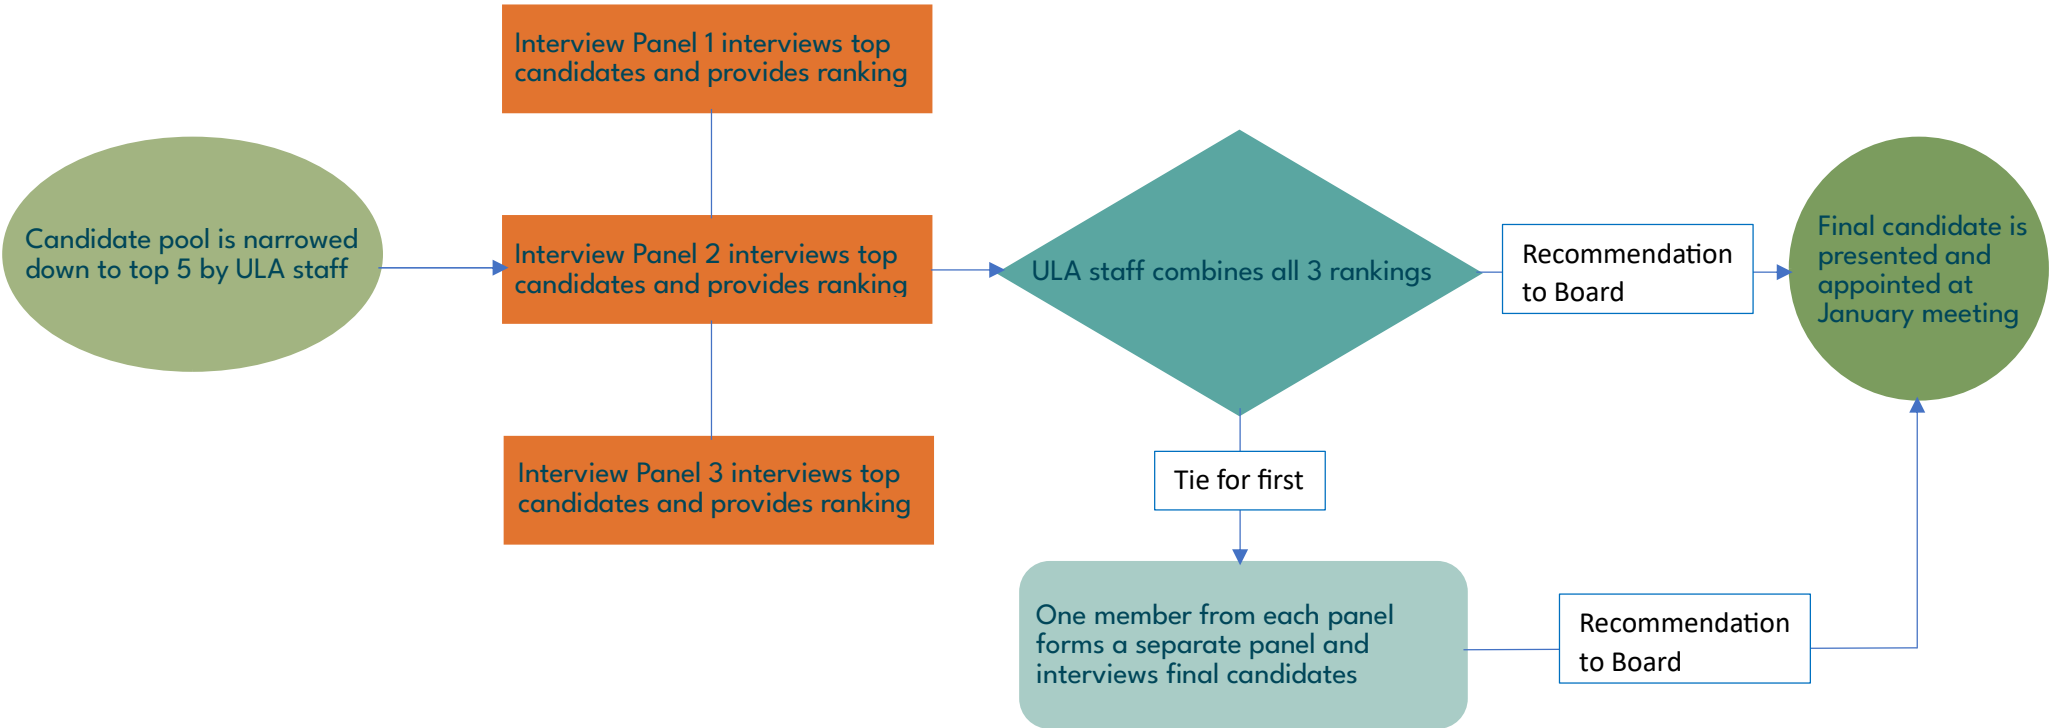 Interview Panel 1 interviews top
candidates and provides ranking
Candidate pool is narrowed
down to top 5 by ULA staff
Interview Panel 2 interviews top
candidates and provides ranking
ULA staff combines all 3 rankings
Recommendation
to Board
Final candidate is
presented and
appointed at
January meeting
Interview Panel 3 interviews top
candidates and provides ranking
Tie for first
One member from each panel
forms a separate panel and
interviews final candidates
Recommendation
to Board